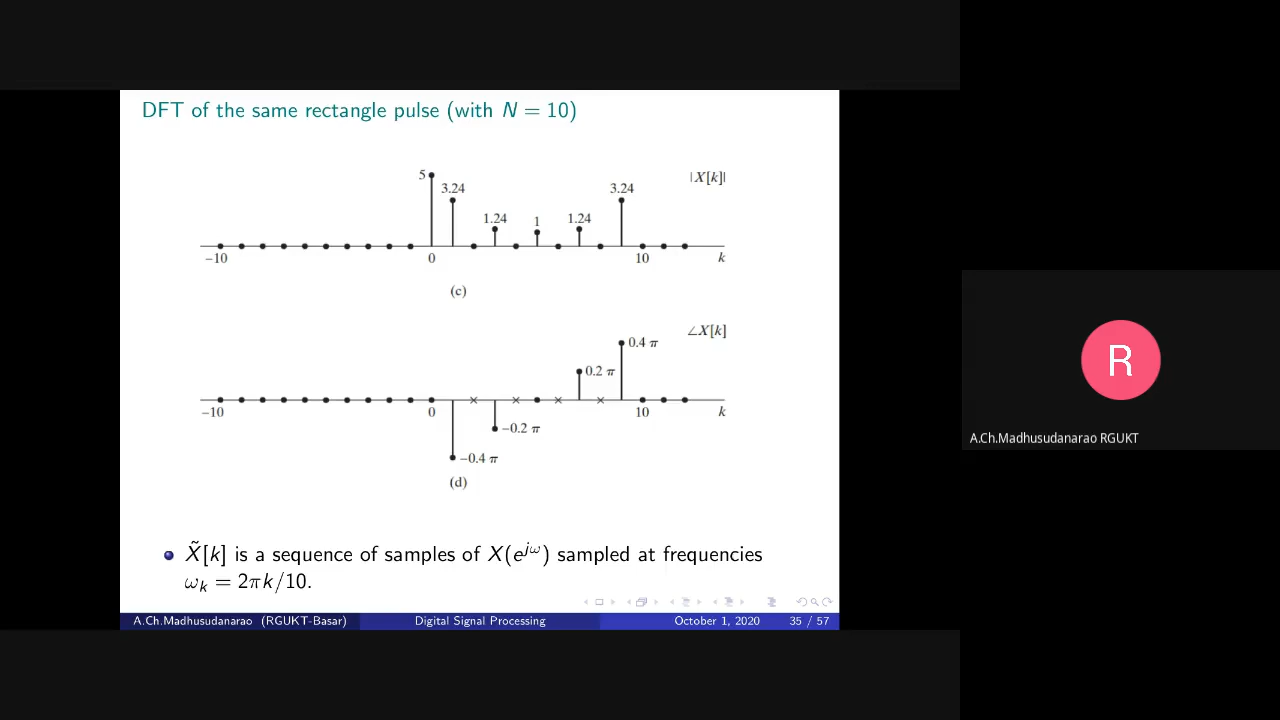 DFT of the same rectangle pulse (with N = 10)
5
3.24
1.24
1
1.24
3.24
|X[k]|
−10
0
10
k
(c)
∠X[k]
0.4 π
0.2 π
−10
0
10
k
−0.2 π
−0.4 π
(d)
X̃[k] is a sequence of samples of X(e^{jω}) sampled at frequencies
ω_k = 2πk/10.
A.Ch.Madhusudanarao (RGUKT-Basar)
Digital Signal Processing
October 1, 2020
35 / 57
R
A.Ch.Madhusudanarao RGUKT